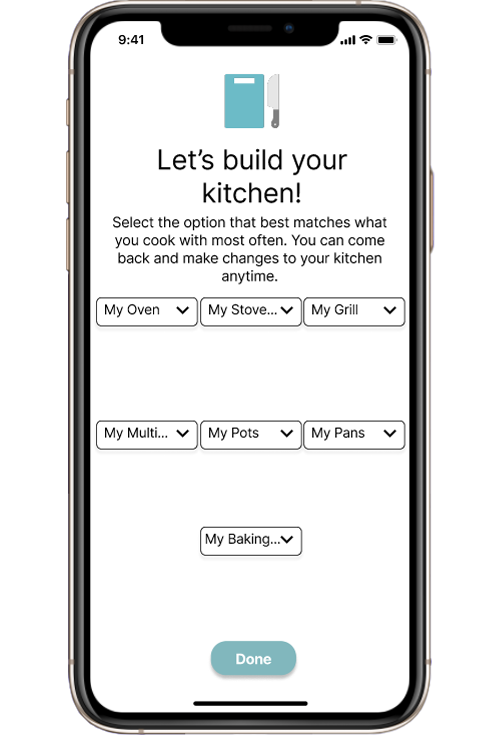 9:41
Let’s build your
kitchen!
Select the option that best matches what
you cook with most often. You can come
back and make changes to your kitchen
anytime.
My Oven
My Stove...
My Grill
My Multi...
My Pots
My Pans
My Baking...
Done